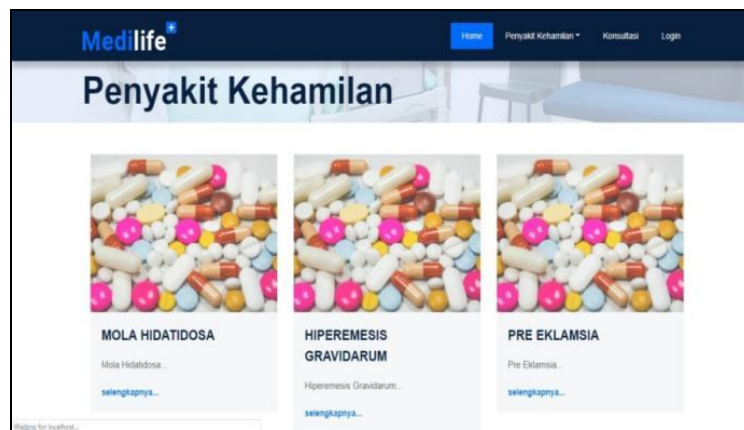 Medilife+
Home Penyakit Kehamilan Konsultasi Login
Penyakit Kehamilan
MOLA HIDATIDOSA
Mola Hidatidosa...
selengkapnya...
HIPEREMESIS
GRAVIDARUM
Hiperemesis Gravidarum...
selengkapnya...
PRE EKLAMSIA
Pre Eklamsia...
selengkapnya...
Waiting for localhost...